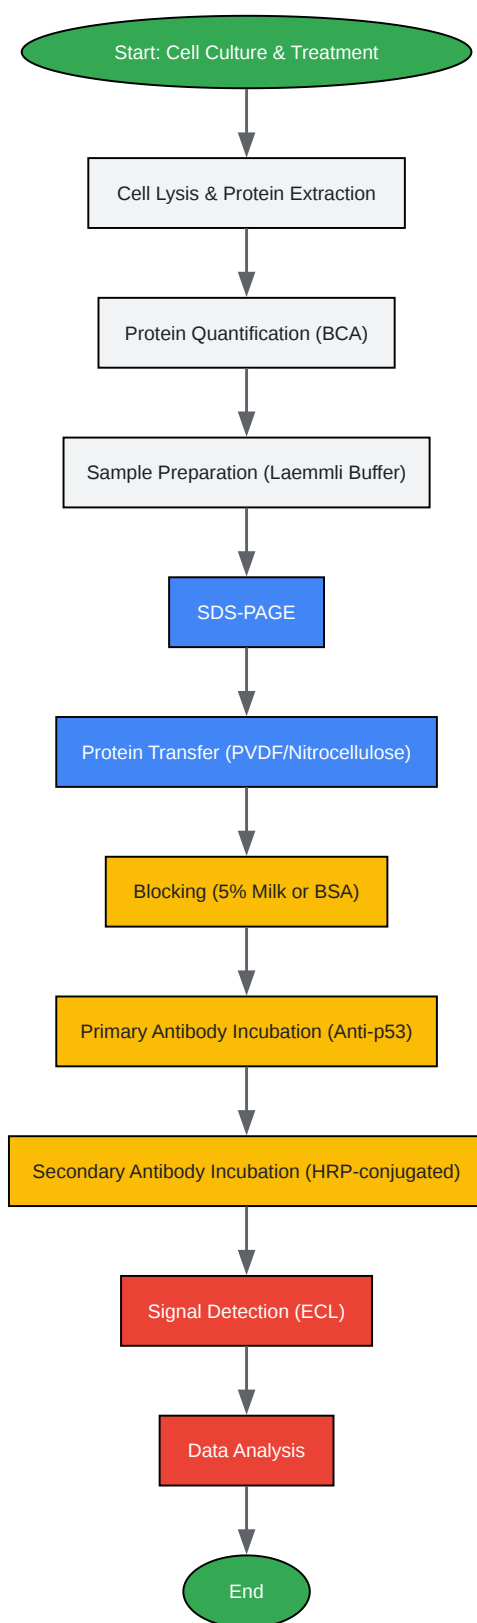 Start: Cell Culture & Treatment
Cell Lysis & Protein Extraction
Protein Quantification (BCA)
Sample Preparation (Laemmli Buffer)
SDS-PAGE
Protein Transfer (PVDF/Nitrocellulose)
Blocking (5% Milk or BSA)
Primary Antibody Incubation (Anti-p53)
Secondary Antibody Incubation (HRP-conjugated)
Signal Detection (ECL)
Data Analysis
End